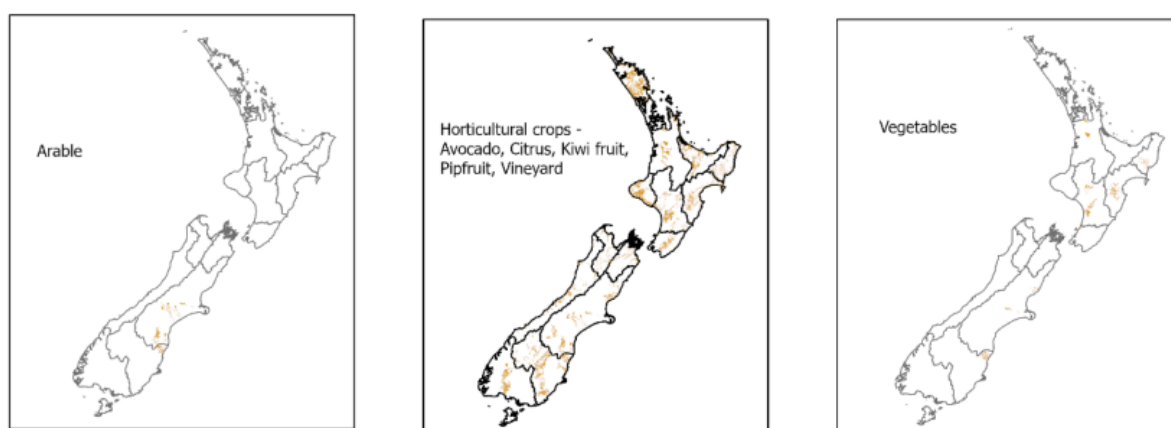 Arable
Horticultural crops -
Avocado, Citrus, Kiwi fruit,
Pipfruit, Vineyard
Vegetables